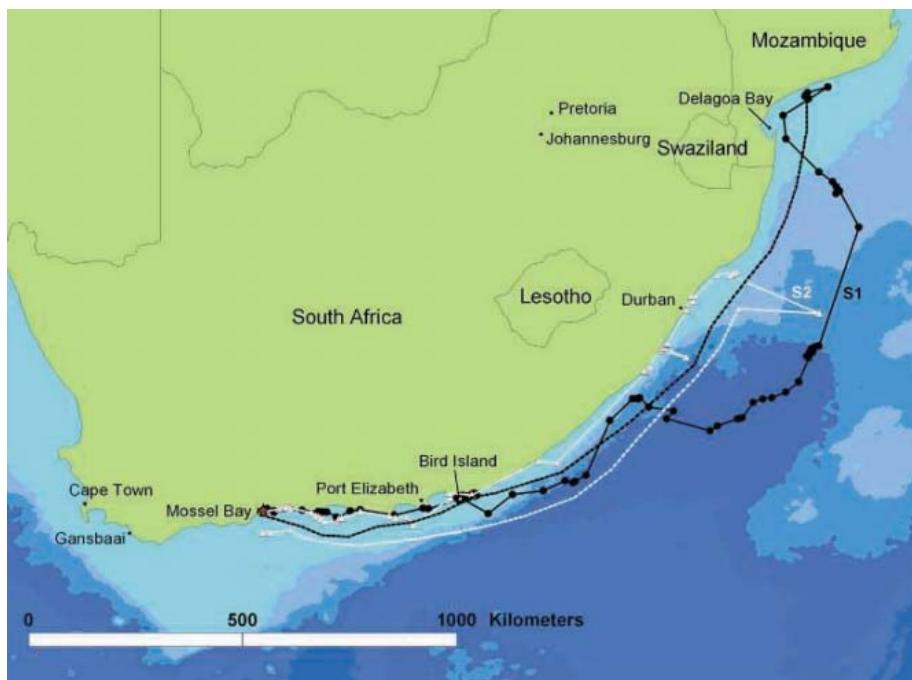 Mozambique
Delagoa Bay
Pretoria
Johannesburg
Swaziland
S2
S1
Durban
Lesotho
South Africa
Bird Island
Port Elizabeth
Cape Town
Mossel Bay
Gansbaai
0 500 1000 Kilometers